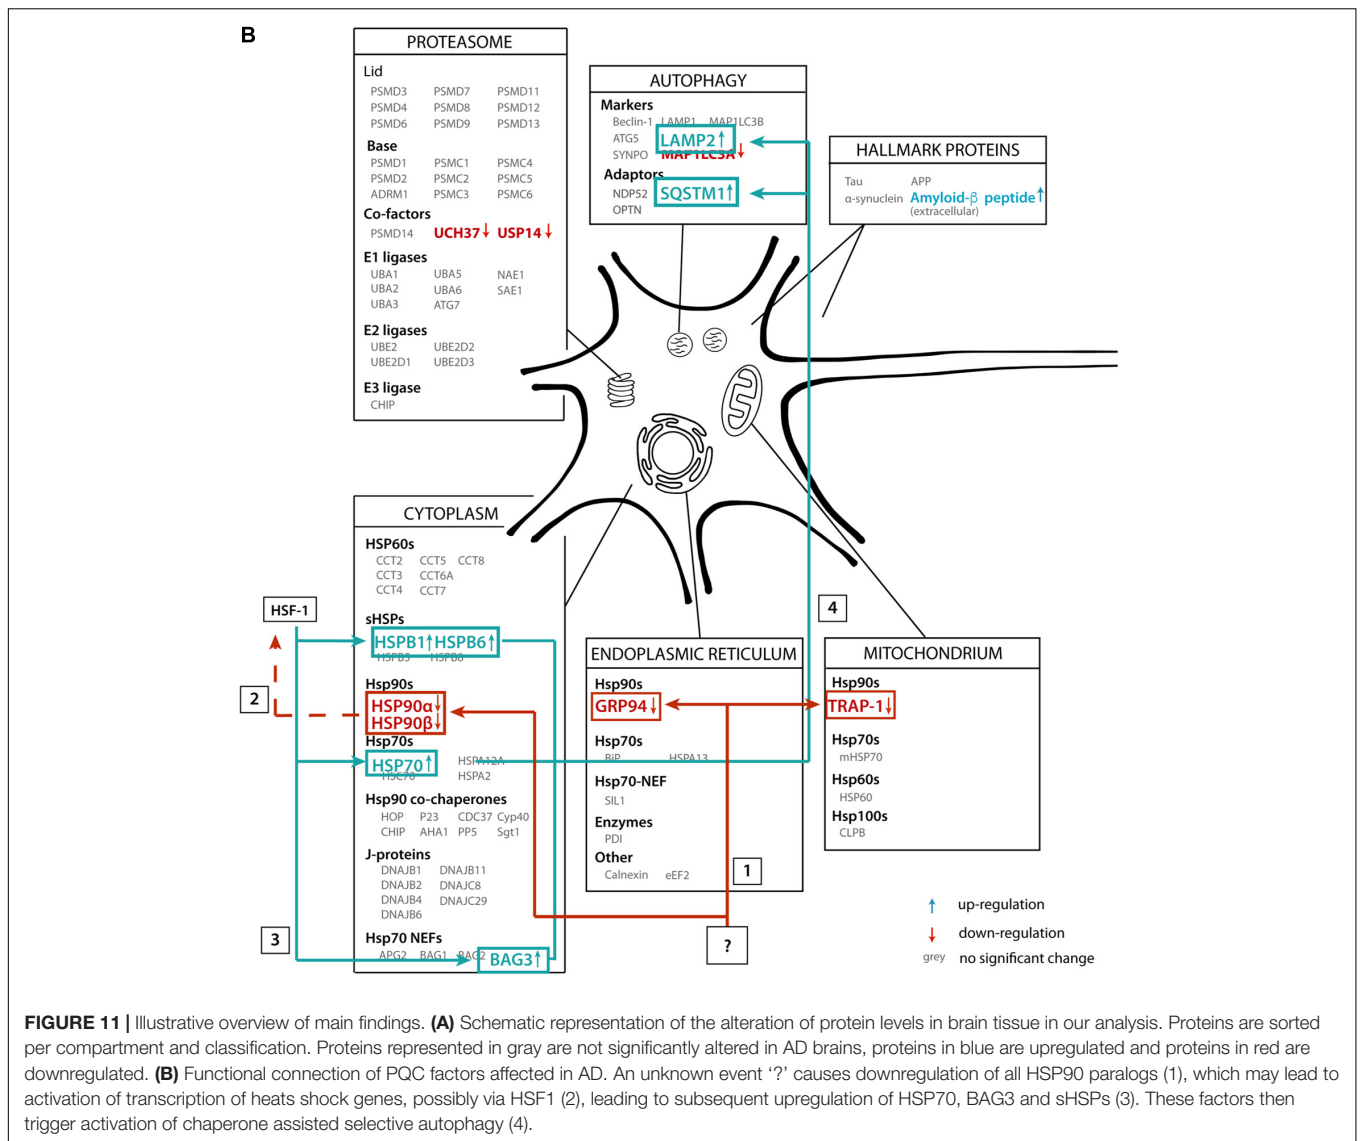 B
PROTEASOME
Lid
PSMD3 PSMD7 PSMD11
PSMD4 PSMD8 PSMD12
PSMD6 PSMD9 PSMD13
Base
PSMD1 PSMC1 PSMC4
PSMD2 PSMC2 PSMC5
ADRM1 PSMC3 PSMC6
Co-factors
PSMD14 UCH37↓ USP14↓
E1 ligases
UBA1 UBA5 NAE1
UBA2 UBA6 SAE1
UBA3 ATG7
E2 ligases
UBE2 UBE2D2
UBE2D1 UBE2D3
E3 ligase
CHIP
AUTOPHAGY
Markers
Beclin-1 LAMP1 MAP1LC3B
ATG5 LAMP2↑
SYNPO MAP1LC3A↓
Adaptors
NDP52 SQSTM1↑
OPTN
HALLMARK PROTEINS
Tau APP
α-synuclein Amyloid-β peptide↑
(extracellular)
CYTOPLASM
HSP60s
CCT2 CCT5 CCT8
CCT3 CCT6A
CCT4 CCT7
HSF-1
sHSPs
HSPB1↑HSPB6↑
HSPB5 HSPB8
2
Hsp90s
HSP90α↓
HSP90β↓
Hsp70s
HSP70↑ HSPA12A
HSC70 HSPA2
Hsp90 co-chaperones
HOP P23 CDC37 Cyp40
CHIP AHA1 PP5 Sgt1
J-proteins
DNAJB1 DNAJB11
DNAJB2 DNAJC8
DNAJB4 DNAJC29
DNAJB6
3
Hsp70 NEFs
APG2 BAG1 BAG2 BAG3↑
4
ENDOPLASMIC RETICULUM
Hsp90s
GRP94↓
Hsp70s
BiP HSPA13
Hsp70-NEF
SIL1
Enzymes
PDI
Other
Calnexin eEF2
1
?
MITOCHONDRIUM
Hsp90s
TRAP-1↓
Hsp70s
mHSP70
Hsp60s
HSP60
Hsp100s
CLPB
↑ up-regulation
↓ down-regulation
grey no significant change
FIGURE 11 | Illustrative overview of main findings. (A) Schematic representation of the alteration of protein levels in brain tissue in our analysis. Proteins are sorted
per compartment and classification. Proteins represented in gray are not significantly altered in AD brains, proteins in blue are upregulated and proteins in red are
downregulated. (B) Functional connection of PQC factors affected in AD. An unknown event ‘?’ causes downregulation of all HSP90 paralogs (1), which may lead to
activation of transcription of heats shock genes, possibly via HSF1 (2), leading to subsequent upregulation of HSP70, BAG3 and sHSPs (3). These factors then
trigger activation of chaperone assisted selective autophagy (4).